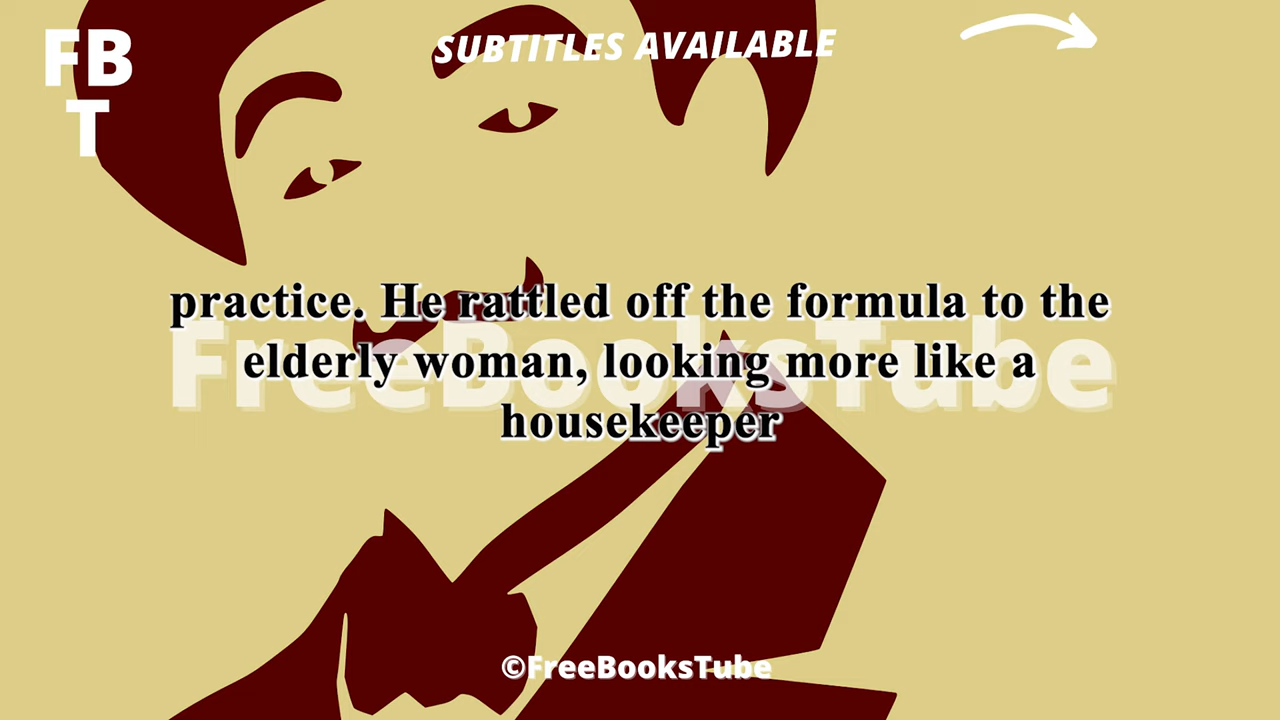 FB
T
SUBTITLES AVAILABLE
practice. He rattled off the formula to the
elderly woman, looking more like a
housekeeper
FreeBooksTube
©FreeBooksTube